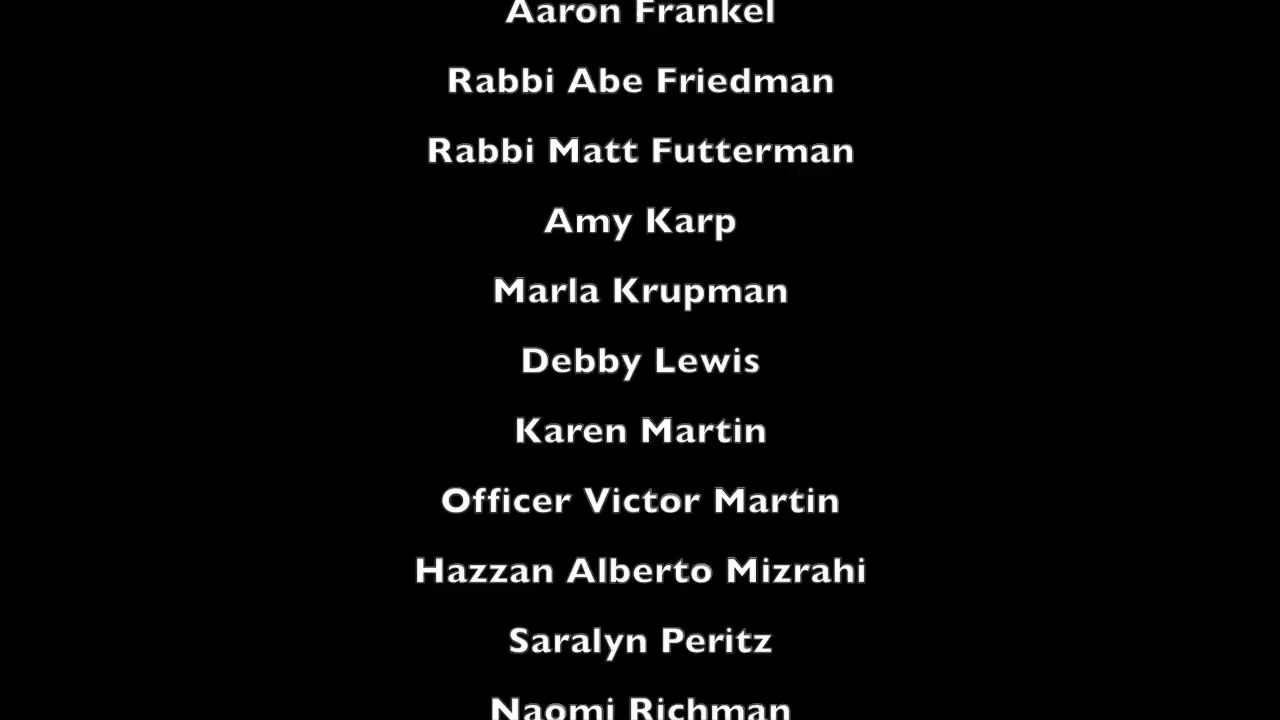 Aaron Frankel
Rabbi Abe Friedman
Rabbi Matt Futterman
Amy Karp
Marla Krupman
Debby Lewis
Karen Martin
Officer Victor Martin
Hazzan Alberto Mizrahi
Saralyn Peritz
Naomi Richman